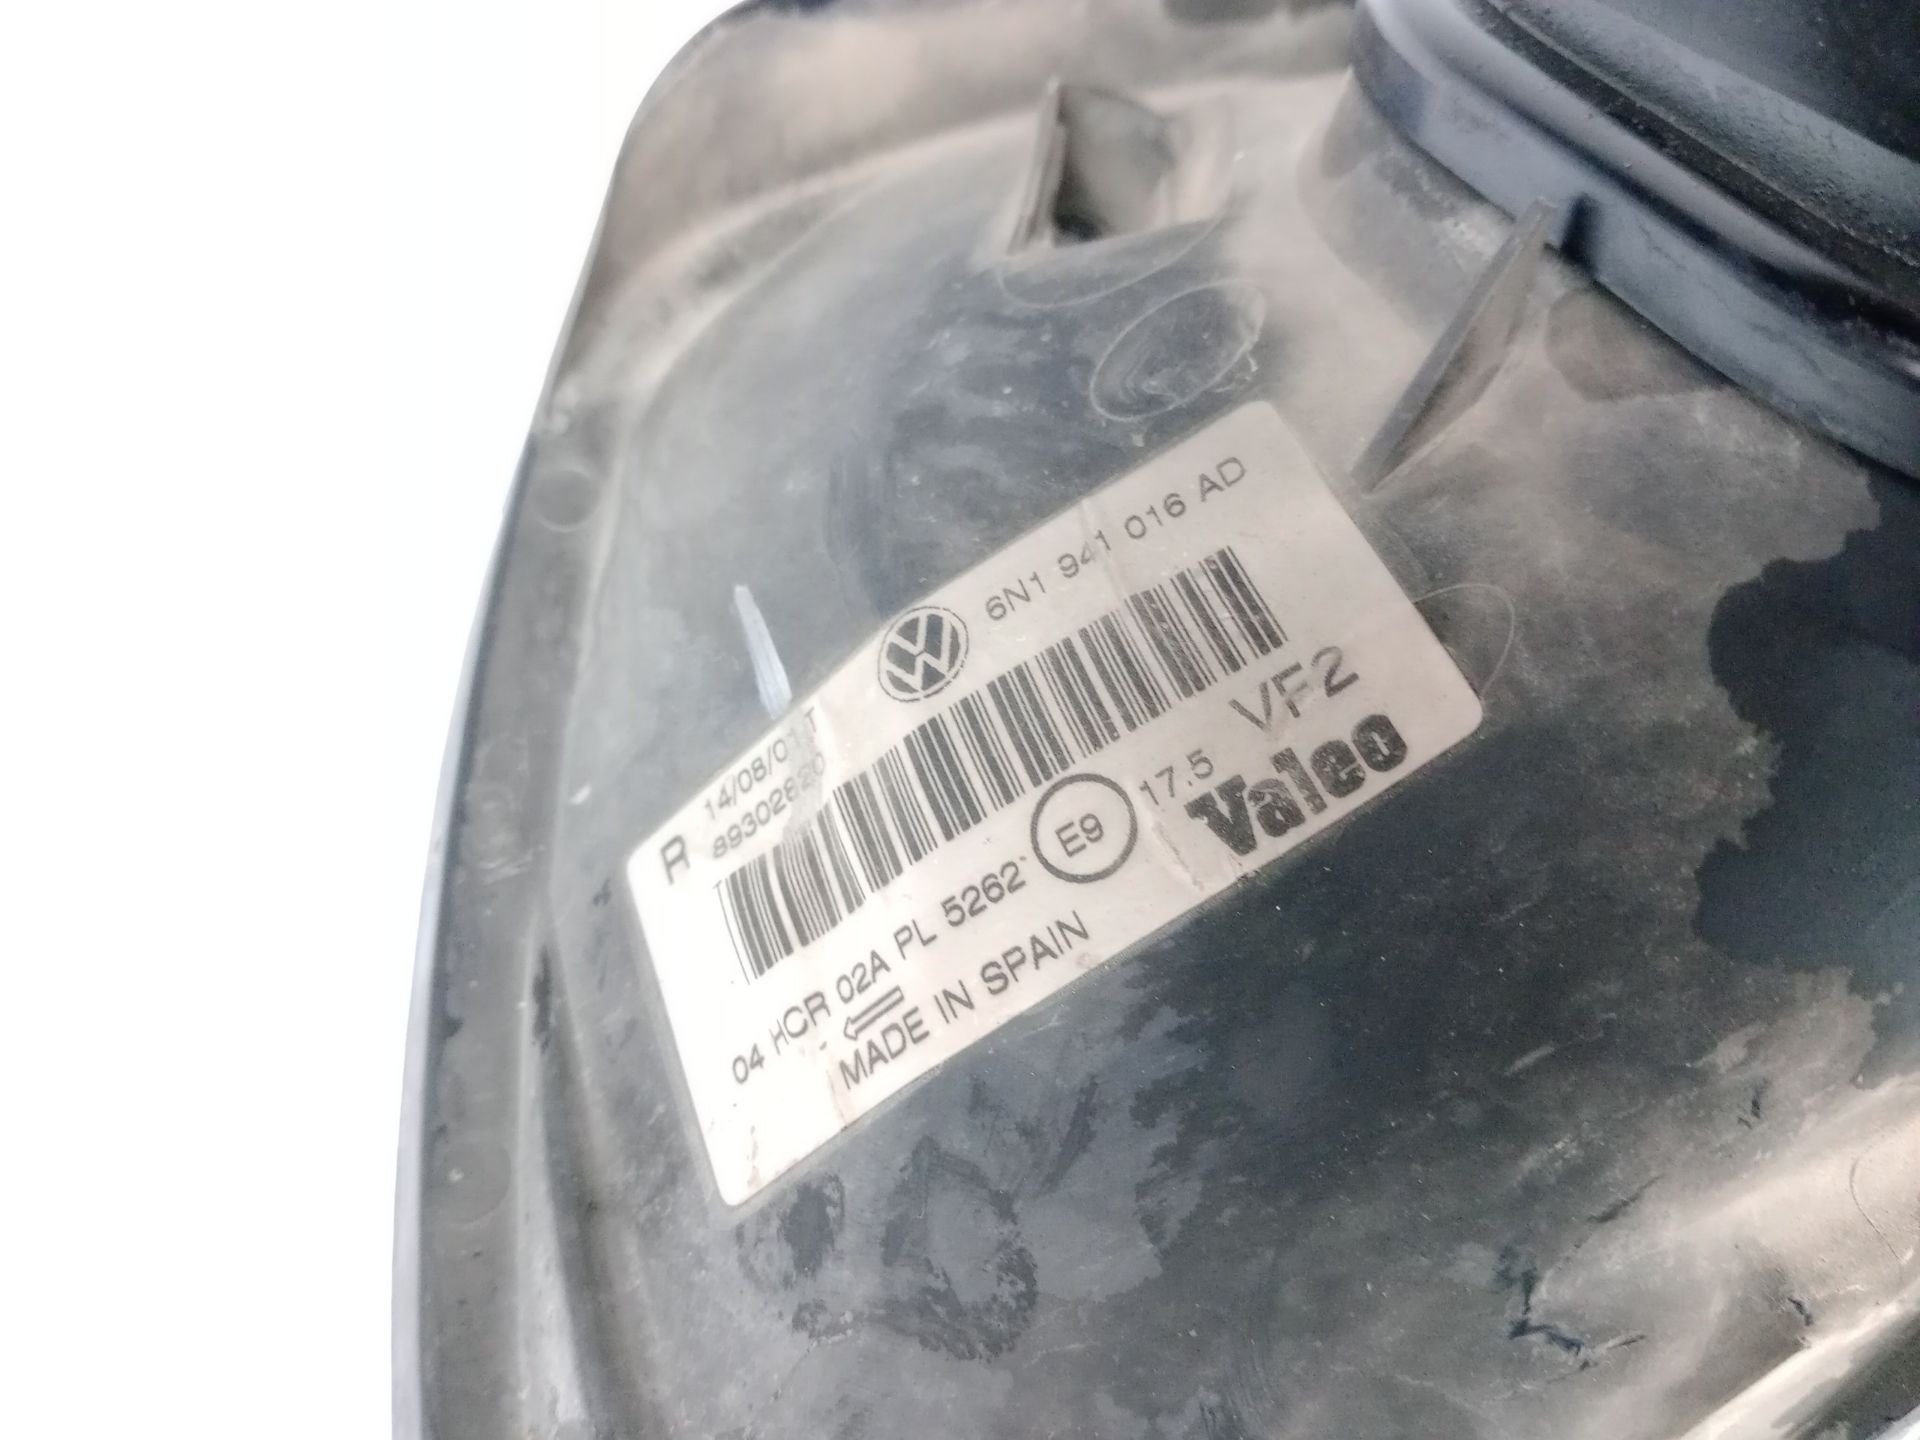 6N1 941 016 AD
R 14/08/01 T
89302820
VF2
04 HCR 02A PL 5262 E9 17.5
Valeo
MADE IN SPAIN